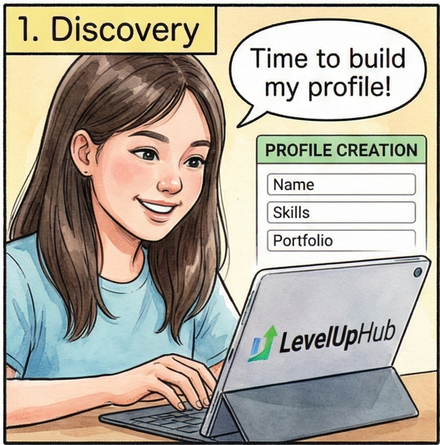 1. Discovery
Time to build
my profile!
PROFILE CREATION
Name
Skills
Portfolio
LevelUpHub